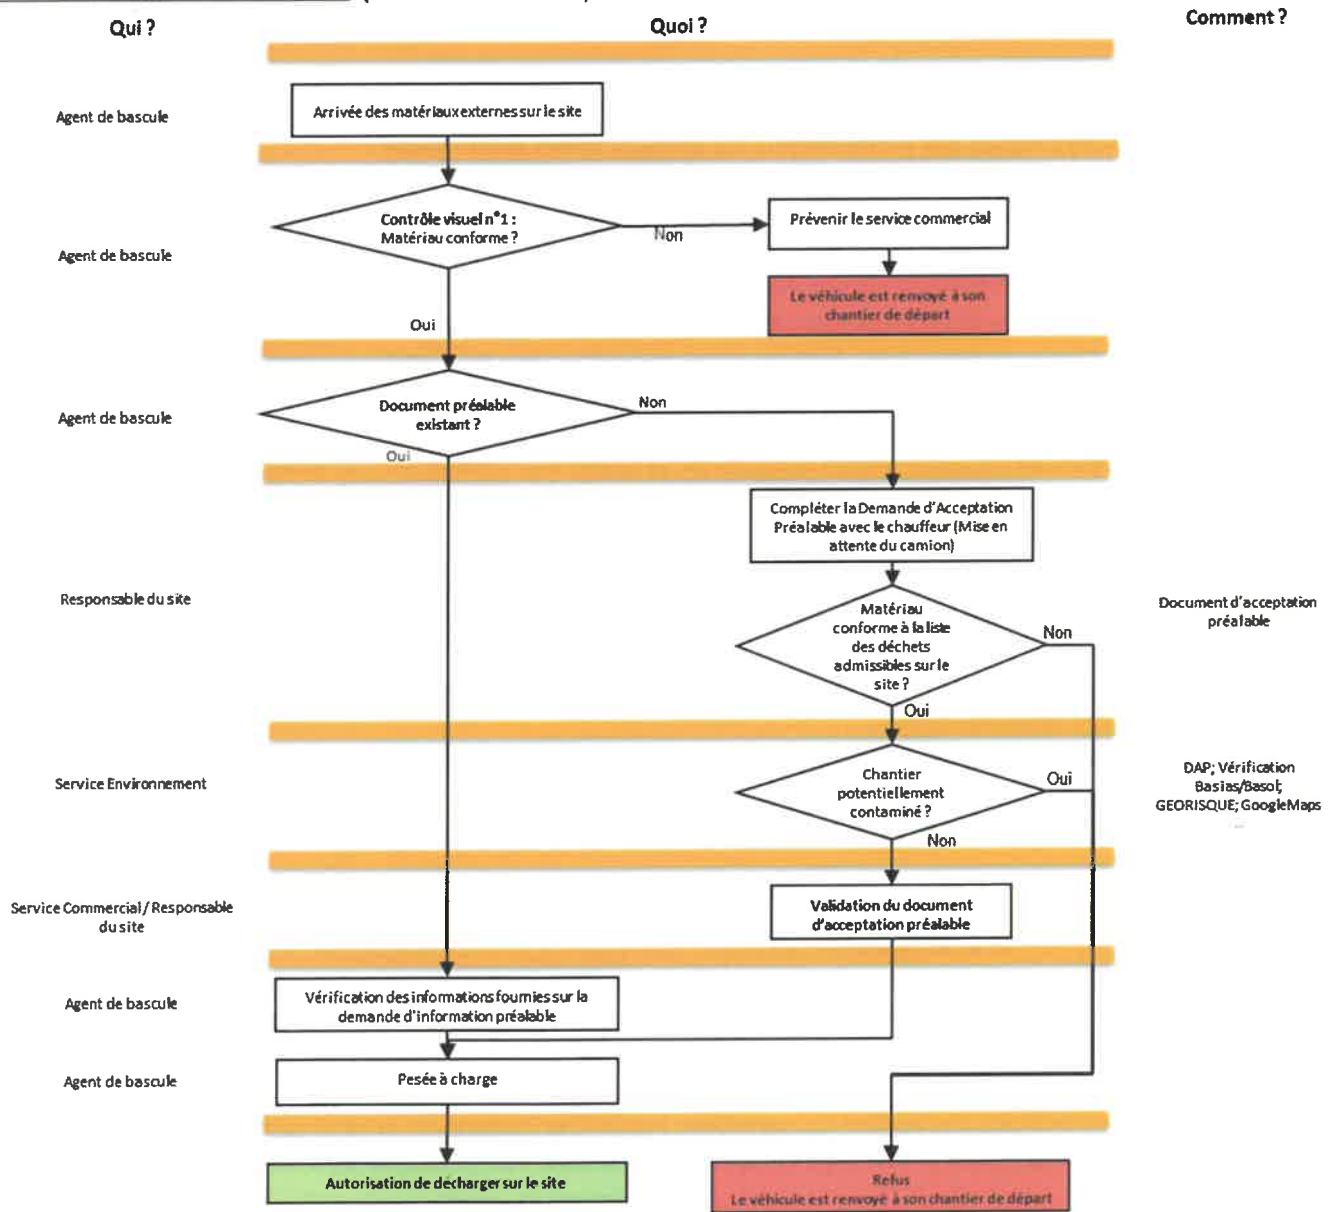 Qui ?
Quoi ?
Comment ?
Agent de bascule
Arrivée des matériaux externes sur le site
Agent de bascule
Contrôle visuel n°1 :
Matériau conforme ?
Non
Prévenir le service commercial
Le véhicule est renvoyé à son
chantier de départ
Oui
Agent de bascule
Document préalable
existant ?
Non
Oui
Compléter la Demande d'Acceptation
Préalable avec le chauffeur (Mise en
attente du camion)
Responsable du site
Matériau
conforme à la liste
des déchets
admissibles sur le
site ?
Non
Document d'acceptation
préalable
Oui
Service Environnement
Chantier
potentiellement
contaminé ?
Oui
DAP; Vérification
Basias/Basol;
GEORISQUE; GoogleMaps
Non
Service Commercial / Responsable
du site
Validation du document
d'acceptation préalable
Agent de bascule
Vérification des informations fournies sur la
demande d'information préalable
Agent de bascule
Pesée à charge
Autorisation de décharger sur le site
Refus
Le véhicule est renvoyé à son chantier de départ